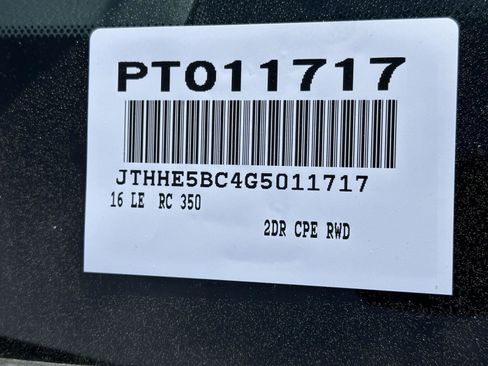 PT011717
JTHHE5BC4G5011717
16 LE RC 350
2DR CPE RWD